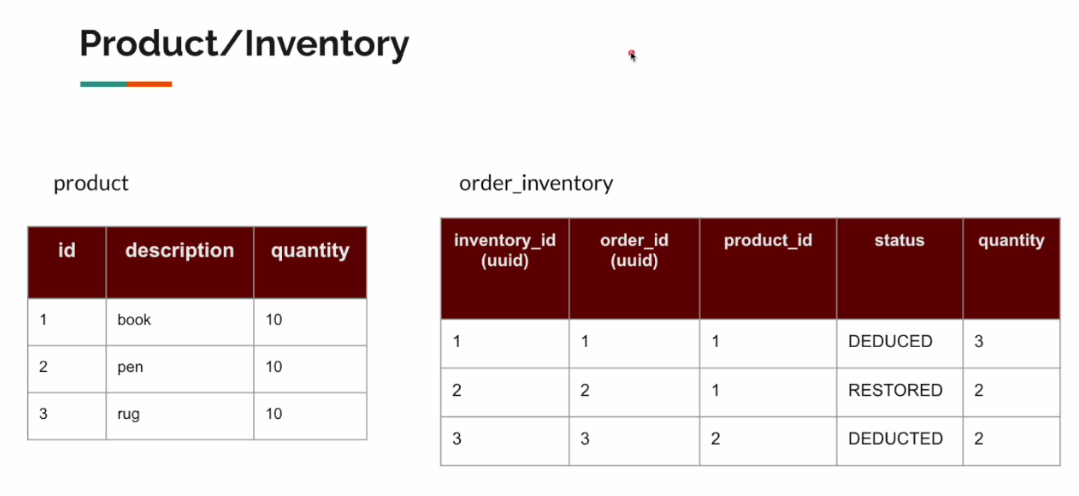 Product/Inventory
product
id description quantity
1 book 10
2 pen 10
3 rug 10
order_inventory
inventory_id order_id product_id status quantity
(uuid) (uuid)
1 1 1 DEDUCED 3
2 2 1 RESTORED 2
3 3 2 DEDUCTED 2